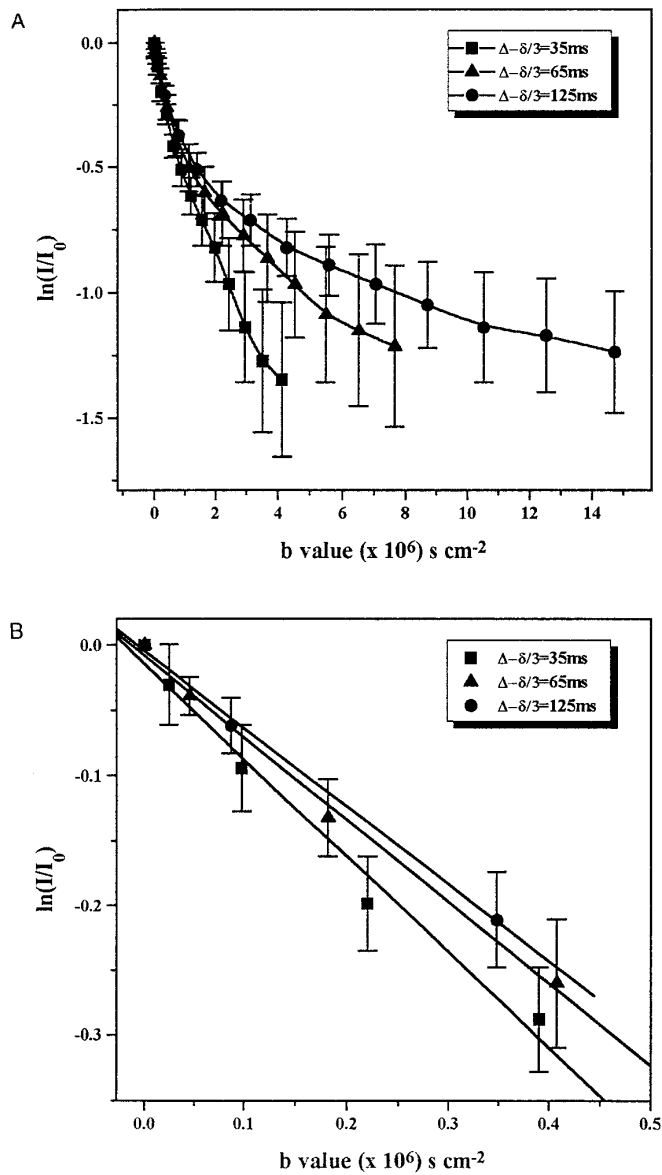 A
0.0
-0.5
-1.0
-1.5
ln(I/I₀)
Δ−δ/3=35ms
Δ−δ/3=65ms
Δ−δ/3=125ms
0 2 4 6 8 10 12 14
b value (x 10⁶) s cm⁻²
B
0.0
-0.1
-0.2
-0.3
ln(I/I₀)
Δ−δ/3=35ms
Δ−δ/3=65ms
Δ−δ/3=125ms
0.0 0.1 0.2 0.3 0.4 0.5
b value (x 10⁶) s cm⁻²